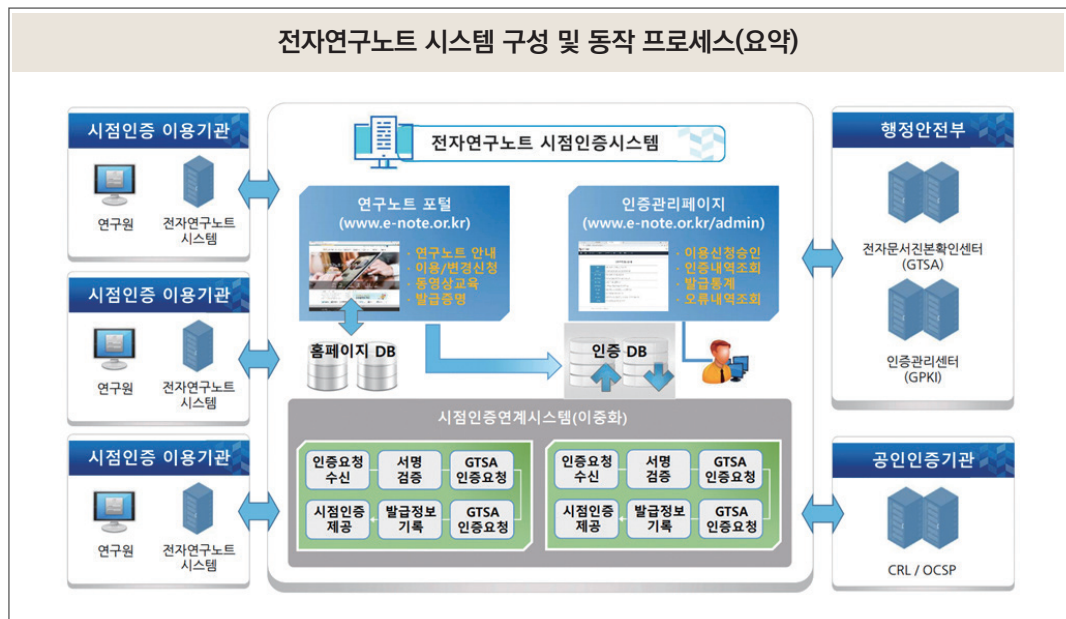 전자연구노트 시스템 구성 및 동작 프로세스(요약)
시점인증 이용기관
연구원
전자연구노트
시스템
시점인증 이용기관
연구원
전자연구노트
시스템
시점인증 이용기관
연구원
전자연구노트
시스템
전자연구노트 시점인증시스템
연구노트 포털
(www.e-note.or.kr)
· 연구노트 안내
· 이용/변경신청
· 동영상교육
· 발급증명
홈페이지 DB
인증관리페이지
(www.e-note.or.kr/admin)
· 이용신청승인
· 인증내역조회
· 발급통계
· 오류내역조회
인증 DB
시점인증연계시스템(이중화)
인증요청
수신
서명
검증
GTSA
인증요청
시점인증
제공
발급정보
기록
GTSA
인증요청
인증요청
수신
서명
검증
GTSA
인증요청
시점인증
제공
발급정보
기록
GTSA
인증요청
행정안전부
전자문서진본확인센터
(GTSA)
인증관리센터
(GPKI)
공인인증기관
CRL / OCSP